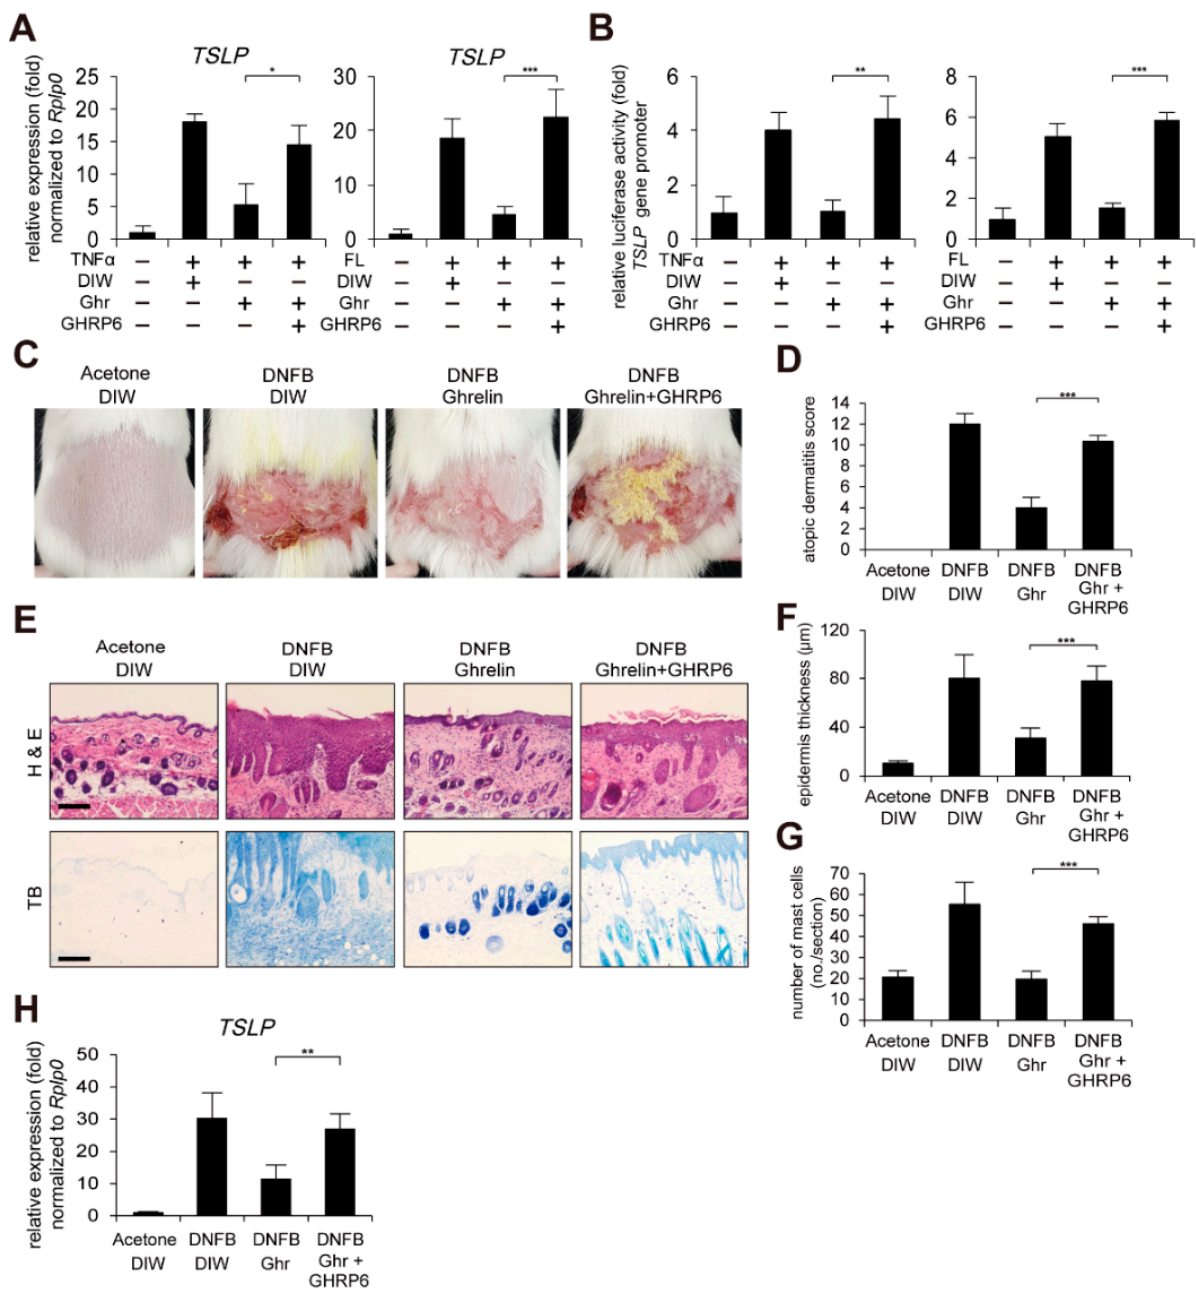 A
TSLP
relative expression (fold)
normalized to Rplp0
25
20
15
10
5
0
*
TNFα – + + +
DIW – + – –
Ghr – – + +
GHRP6 – – – +
TSLP
30
20
10
0
***
FL – + + +
DIW – + – –
Ghr – – + +
GHRP6 – – – +
B
relative luciferase activity (fold)
TSLP gene promoter
6
4
2
0
**
TNFα – + + +
DIW – + – –
Ghr – – + +
GHRP6 – – – +
8
6
4
2
0
***
FL – + + +
DIW – + – –
Ghr – – + +
GHRP6 – – – +
C
Acetone
DIW
DNFB
DIW
DNFB
Ghrelin
DNFB
Ghrelin+GHRP6
D
atopic dermatitis score
14
12
10
8
6
4
2
0
***
Acetone
DIW
DNFB
DIW
DNFB
Ghr
DNFB
Ghr +
GHRP6
E
Acetone
DIW
DNFB
DIW
DNFB
Ghrelin
DNFB
Ghrelin+GHRP6
H & E
TB
F
epidermis thickness (μm)
120
80
40
0
***
Acetone
DIW
DNFB
DIW
DNFB
Ghr
DNFB
Ghr +
GHRP6
G
number of mast cells
(no./section)
70
60
50
40
30
20
10
0
***
Acetone
DIW
DNFB
DIW
DNFB
Ghr
DNFB
Ghr +
GHRP6
H
TSLP
relative expression (fold)
normalized to Rplp0
50
40
30
20
10
0
**
Acetone
DIW
DNFB
DIW
DNFB
Ghr
DNFB
Ghr +
GHRP6